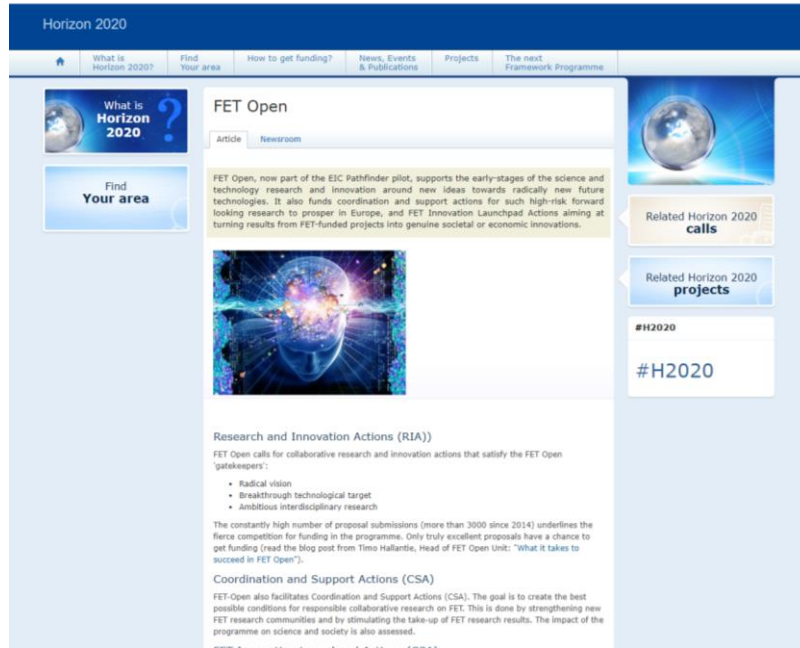 Horizon 2020
What is
Horizon 2020?
Find
Your area
How to get funding?
News, Events
& Publications
Projects
The next
Framework Programme
What is
Horizon
2020
?
Find
Your area
FET Open
Article
Newsroom
FET Open, now part of the EIC Pathfinder pilot, supports the early-stages of the science and
technology research and innovation around new ideas towards radically new future
technologies. It also funds coordination and support actions for such high-risk forward
looking research to prosper in Europe, and FET Innovation Launchpad Actions aiming at
turning results from FET-funded projects into genuine societal or economic innovations.
Research and Innovation Actions (RIA))
FET Open calls for collaborative research and innovation actions that satisfy the FET Open
'gatekeepers':
• Radical vision
• Breakthrough technological target
• Ambitious interdisciplinary research
The constantly high number of proposal submissions (more than 3000 since 2014) underlines the
fierce competition for funding in the programme. Only truly excellent proposals have a chance to
get funding (read the blog post from Timo Hallantie, Head of FET Open Unit: "What it takes to
succeed in FET Open").
Coordination and Support Actions (CSA)
FET-Open also facilitates Coordination and Support Actions (CSA). The goal is to create the best
possible conditions for responsible collaborative research on FET. This is done by strengthening new
FET research communities and by stimulating the take-up of FET research results. The impact of the
programme on science and society is also assessed.
Related Horizon 2020
calls
Related Horizon 2020
projects
#H2020
#H2020